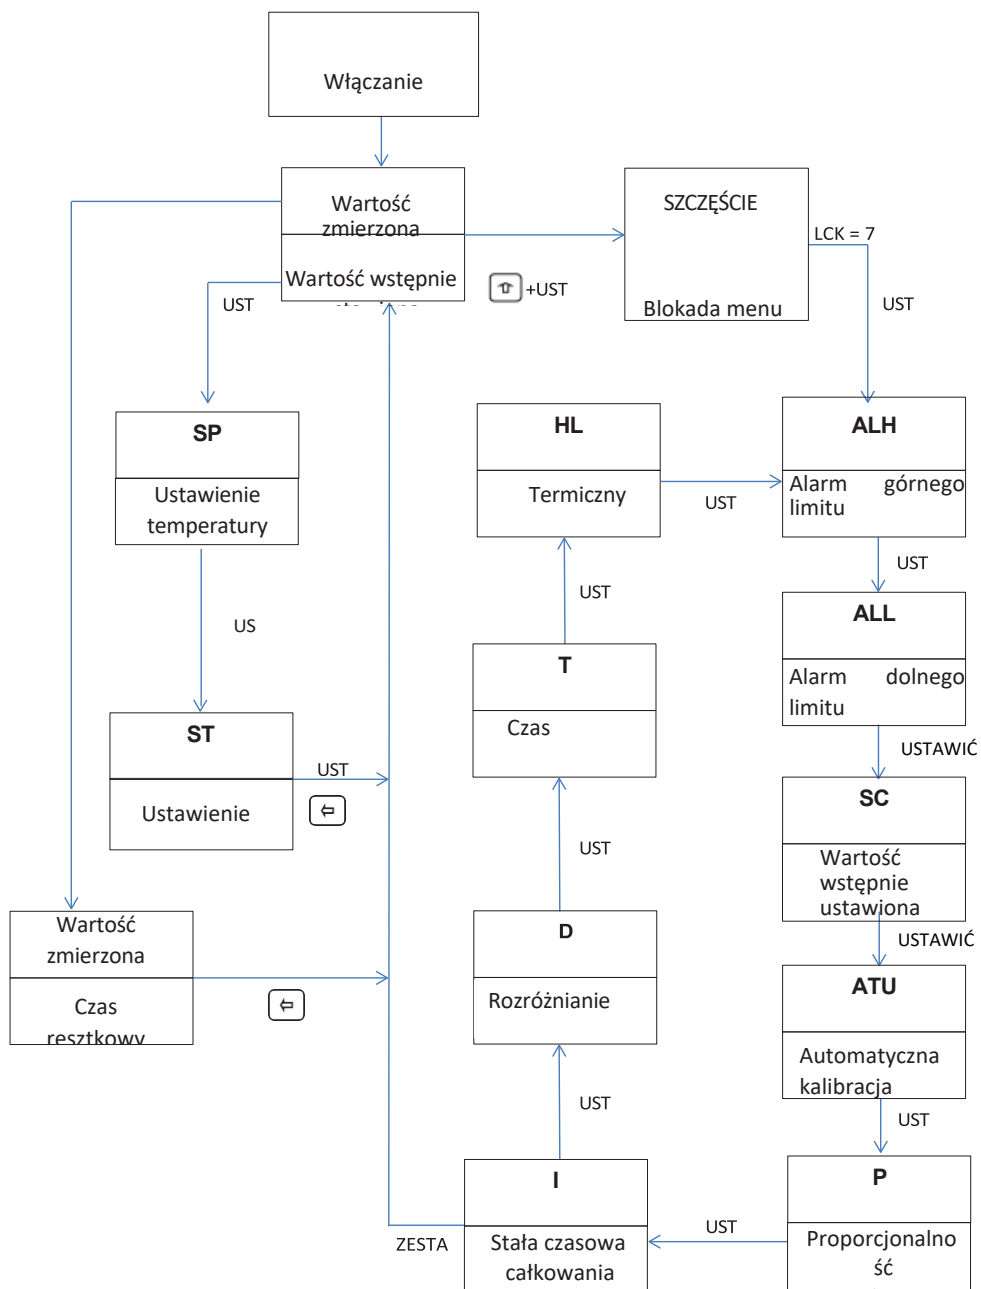 Włączanie
Wartość
zmierzona
Wartość wstępnie
SZCZĘŚCIE
Blokada menu
LCK = 7
+UST
UST
UST
SP
Ustawienie
temperatury
HL
Termiczny
UST
ALH
Alarm górnego
limitu
UST
UST
ALL
Alarm dolnego
limitu
US
T
Czas
ST
Ustawienie
UST
USTAWIĆ
SC
Wartość
wstępnie
ustawiona
UST
Wartość
zmierzona
Czas
resztkowy
D
Rozróżnianie
USTAWIĆ
ATU
Automatyczna
kalibracja
UST
UST
I
Stała czasowa
całkowania
ZESTA
UST
P
Proporcjonalno
ść